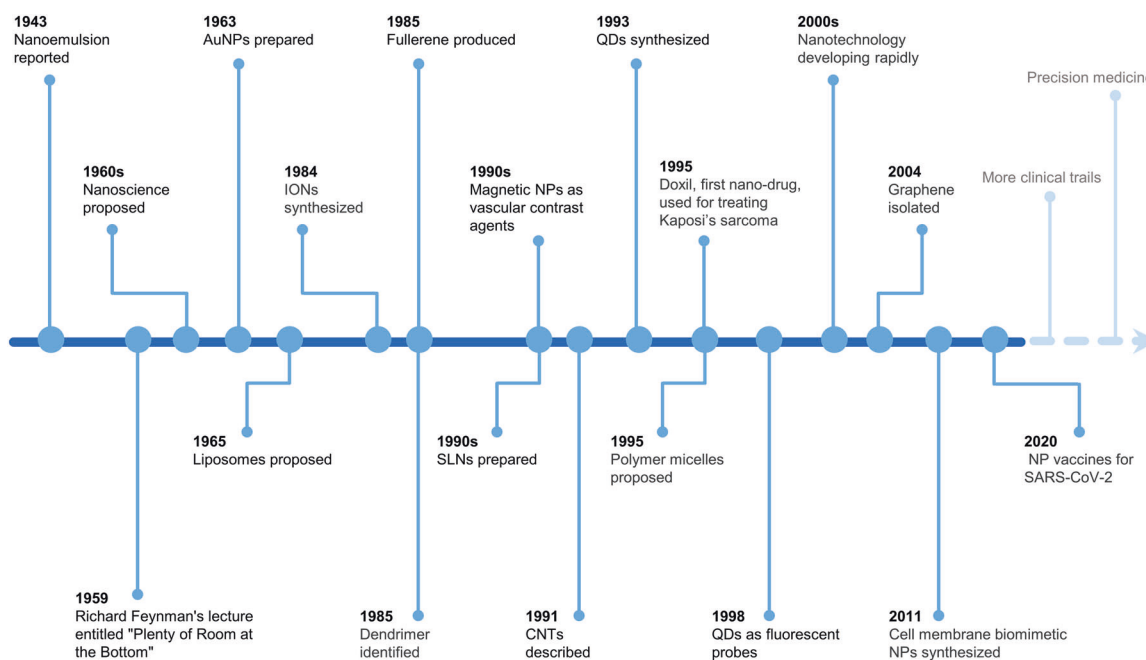 1943
Nanoemulsion
reported
1963
AuNPs prepared
1985
Fullerene produced
1993
QDs synthesized
2000s
Nanotechnology
developing rapidly
Precision medicine
1960s
Nanoscience
proposed
1984
IONs
synthesized
1990s
Magnetic NPs as
vascular contrast
agents
1995
Doxil, first nano-drug,
used for treating
Kaposi's sarcoma
2004
Graphene
isolated
More clinical trails
1965
Liposomes proposed
1990s
SLNs prepared
1995
Polymer micelles
proposed
2020
NP vaccines for
SARS-CoV-2
1959
Richard Feynman's lecture
entitled "Plenty of Room at
the Bottom"
1985
Dendrimer
identified
1991
CNTs
described
1998
QDs as fluorescent
probes
2011
Cell membrane biomimetic
NPs synthesized